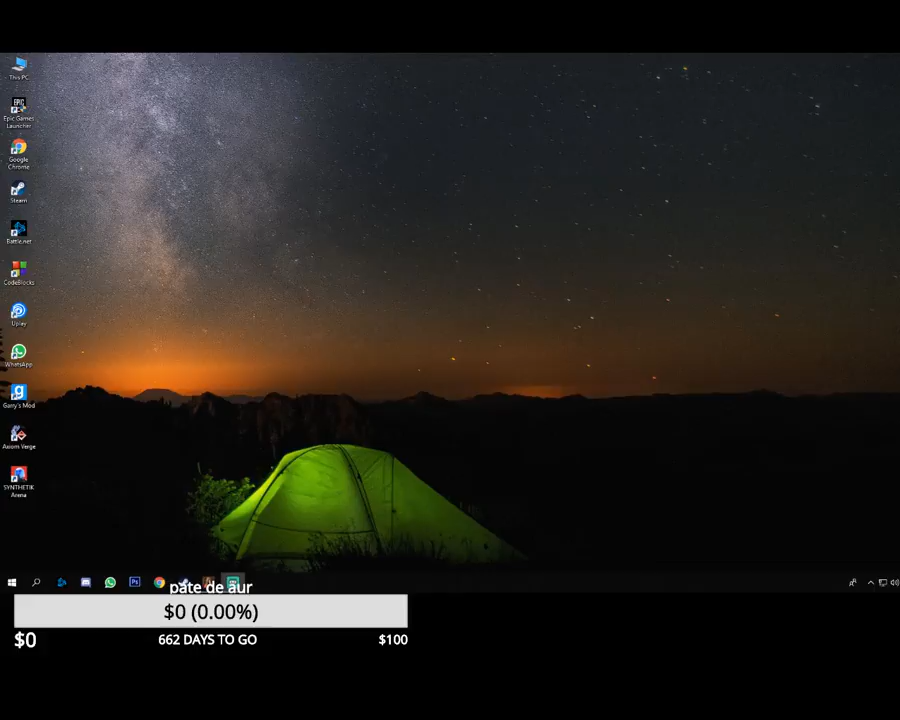 This PC
Epic Games
Launcher
Google
Chrome
Steam
Battle.net
CodeBlocks
Uplay
WhatsApp
Garry's Mod
Axiom Verge
SYNTHETIK
Arena
pate de aur
$0 (0.00%)
$0 662 DAYS TO GO $100